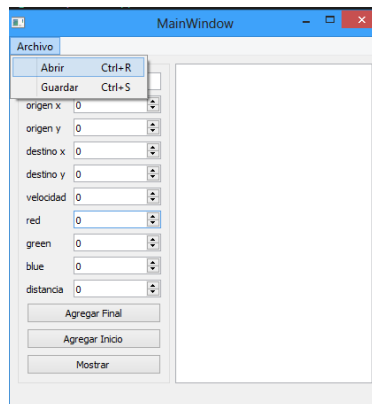 MainWindow
Archivo
Abrir Ctrl+R
Guardar Ctrl+S
origen x 0
origen y 0
destino x 0
destino y 0
velocidad 0
red 0
green 0
blue 0
distancia 0
Agregar Final
Agregar Inicio
Mostrar